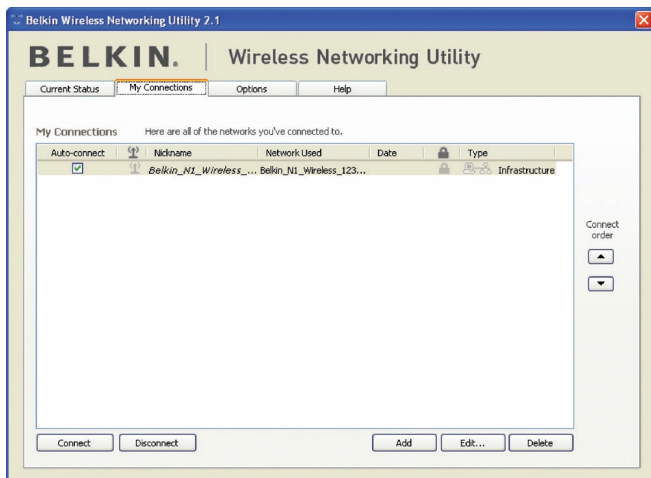 Belkin Wireless Networking Utility 2.1
BELKIN. | Wireless Networking Utility
Current Status My Connections Options Help
My Connections Here are all of the networks you've connected to.
Auto-connect Nickname Network Used Date Type
Belkin_N1_Wireless_... Belkin_N1_Wireless_123... Infrastructure
Connect
order
Connect Disconnect Add Edit... Delete